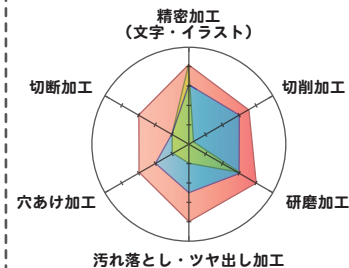 精密加工
（文字・イラスト）
切断加工
切削加工
穴あけ加工
研磨加工
汚れ落とし・ツヤ出し加工